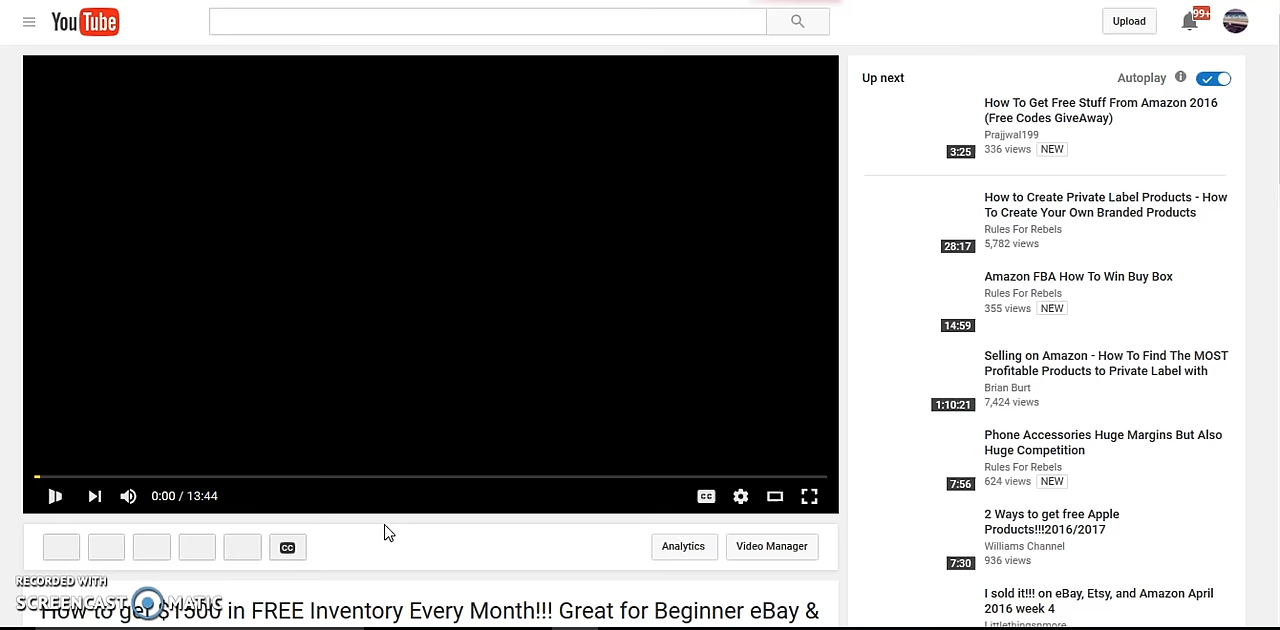 YouTube
Upload
99+
Up next
Autoplay
How To Get Free Stuff From Amazon 2016
(Free Codes GiveAway)
Prajjwal199
336 views NEW
3:25
How to Create Private Label Products - How
To Create Your Own Branded Products
Rules For Rebels
5,782 views
28:17
Amazon FBA How To Win Buy Box
Rules For Rebels
355 views NEW
14:59
Selling on Amazon - How To Find The MOST
Profitable Products to Private Label with
Brian Burt
7,424 views
1:10:21
Phone Accessories Huge Margins But Also
Huge Competition
Rules For Rebels
624 views NEW
7:56
2 Ways to get free Apple
Products!!!2016/2017
Williams Channel
936 views
7:30
I sold it!!! on eBay, Etsy, and Amazon April
2016 week 4
Littlethingsnmore
0:00 / 13:44
CC
CC
Analytics
Video Manager
RECORDED WITH
SCREENCAST MATIC
How to get $1500 in FREE Inventory Every Month!!! Great for Beginner eBay &